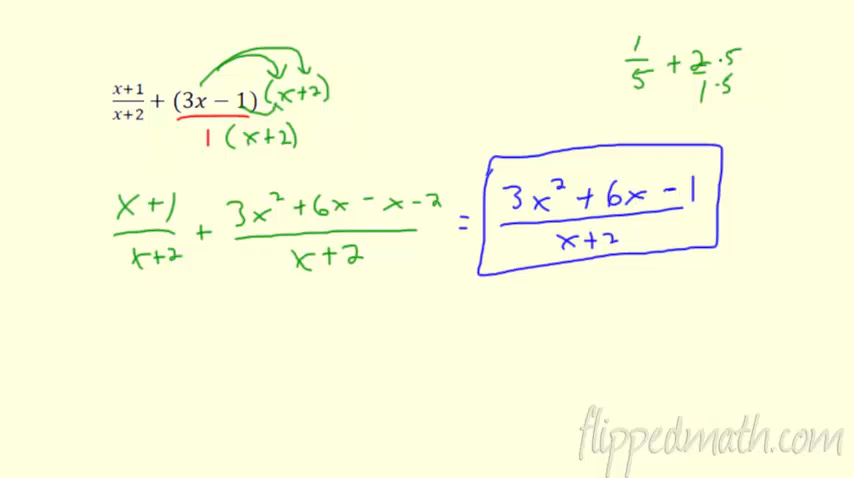 1/5 + 2·5/1·5
(x+1)/(x+2) + (3x − 1)(x+2)
1 (x+2)
(x+1)/(x+2) + (3x² + 6x − x − 2)/(x+2) = (3x² + 6x − 1)/(x+2)
flippedmath.com